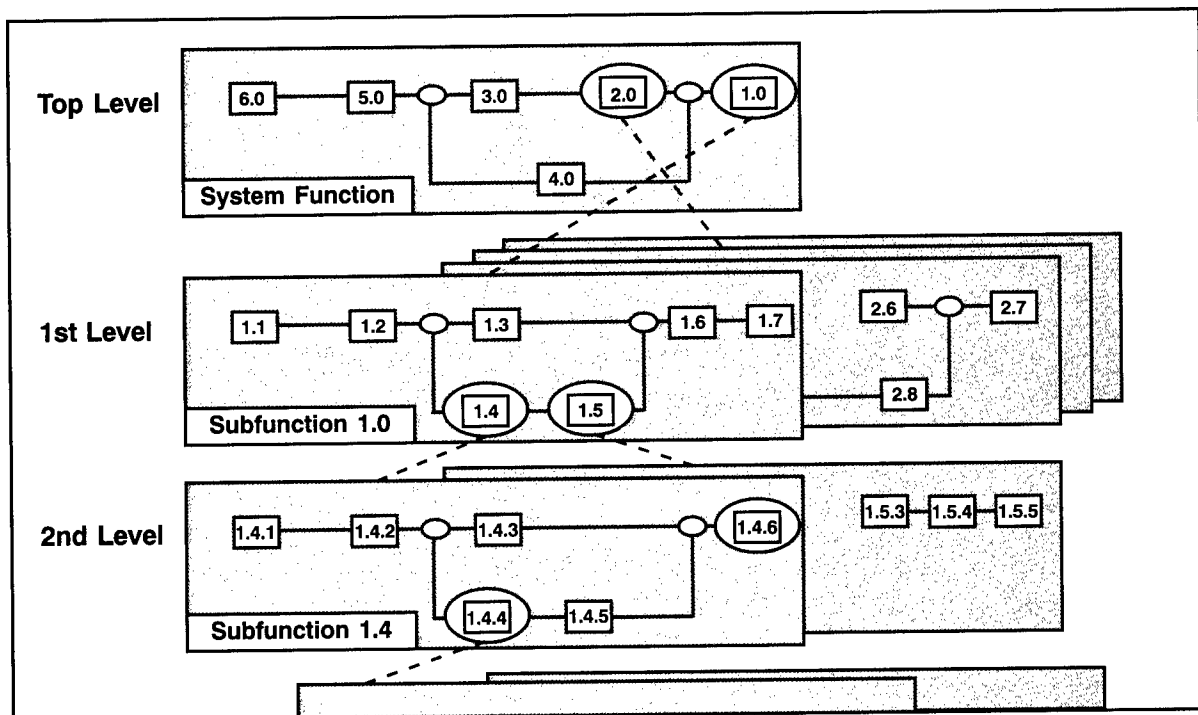 Top Level
6.0 5.0 3.0 2.0 1.0
4.0
System Function
1st Level
1.1 1.2 1.3 1.6 1.7 2.6 2.7
1.4 1.5 2.8
Subfunction 1.0
2nd Level
1.4.1 1.4.2 1.4.3 1.4.6 1.5.3 1.5.4 1.5.5
1.4.4 1.4.5
Subfunction 1.4